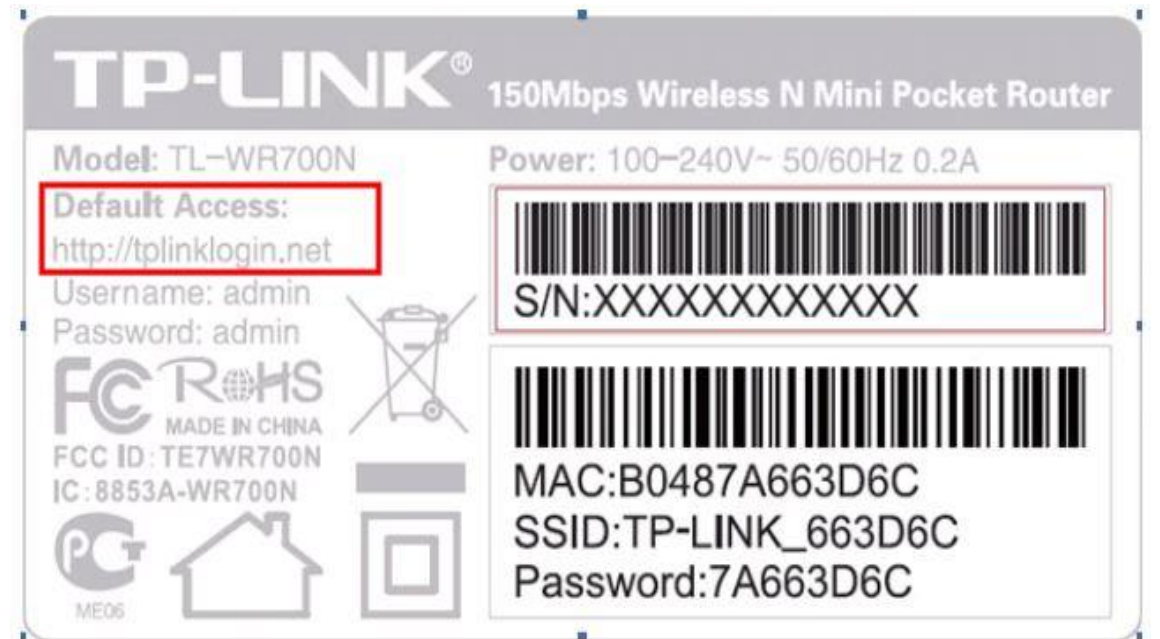 TP-LINK®
150Mbps Wireless N Mini Pocket Router
Model: TL-WR700N
Power: 100-240V~ 50/60Hz 0.2A
Default Access:
http://tplinklogin.net
Username: admin
Password: admin
S/N:XXXXXXXXXXXX
FC
RoHS
MADE IN CHINA
FCC ID:TE7WR700N
IC:8853A-WR700N
PCT
ME06
MAC:B0487A663D6C
SSID:TP-LINK_663D6C
Password:7A663D6C